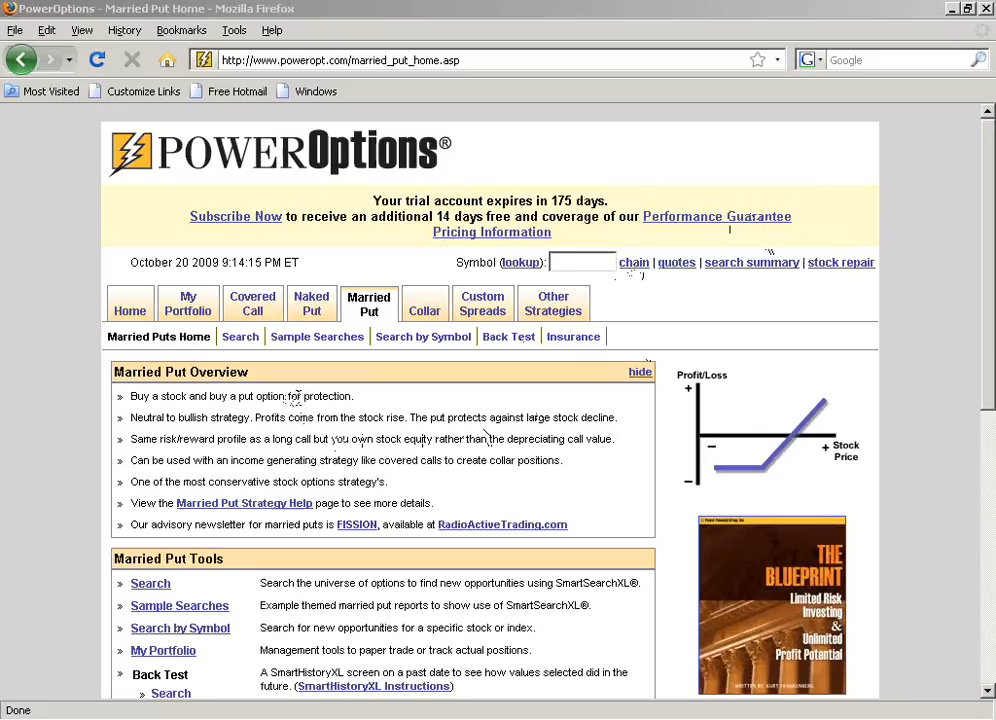 PowerOptions - Married Put Home - Mozilla Firefox
File Edit View History Bookmarks Tools Help
http://www.poweropt.com/married_put_home.asp
G Google
Most Visited Customize Links Free Hotmail Windows
POWEROptions®
Your trial account expires in 175 days.
Subscribe Now to receive an additional 14 days free and coverage of our Performance Guarantee
Pricing Information
October 20 2009 9:14:15 PM ET Symbol (lookup): chain | quotes | search summary | stock repair
Home My Portfolio Covered Call Naked Put Married Put Collar Custom Spreads Other Strategies
Married Puts Home Search Sample Searches Search by Symbol Back Test Insurance
Married Put Overview hide
» Buy a stock and buy a put option for protection.
» Neutral to bullish strategy. Profits come from the stock rise. The put protects against large stock decline.
» Same risk/reward profile as a long call but you own stock equity rather than the depreciating call value.
» Can be used with an income generating strategy like covered calls to create collar positions.
» One of the most conservative stock options strategy's.
» View the Married Put Strategy Help page to see more details.
» Our advisory newsletter for married puts is FISSION, available at RadioActiveTrading.com
Profit/Loss
+
−
+ Stock
Price
−
Married Put Tools
» Search Search the universe of options to find new opportunities using SmartSearchXL®.
» Sample Searches Example themed married put reports to show use of SmartSearchXL®.
» Search by Symbol Search for new opportunities for a specific stock or index.
» My Portfolio Management tools to paper trade or track actual positions.
» Back Test A SmartHistoryXL screen on a past date to see how values selected did in the
future. (SmartHistoryXL Instructions)
» Search
THE
BLUEPRINT
Limited Risk
Investing
&
Unlimited
Profit Potential
WRITTEN BY: KURT FRANKENBERG
Done